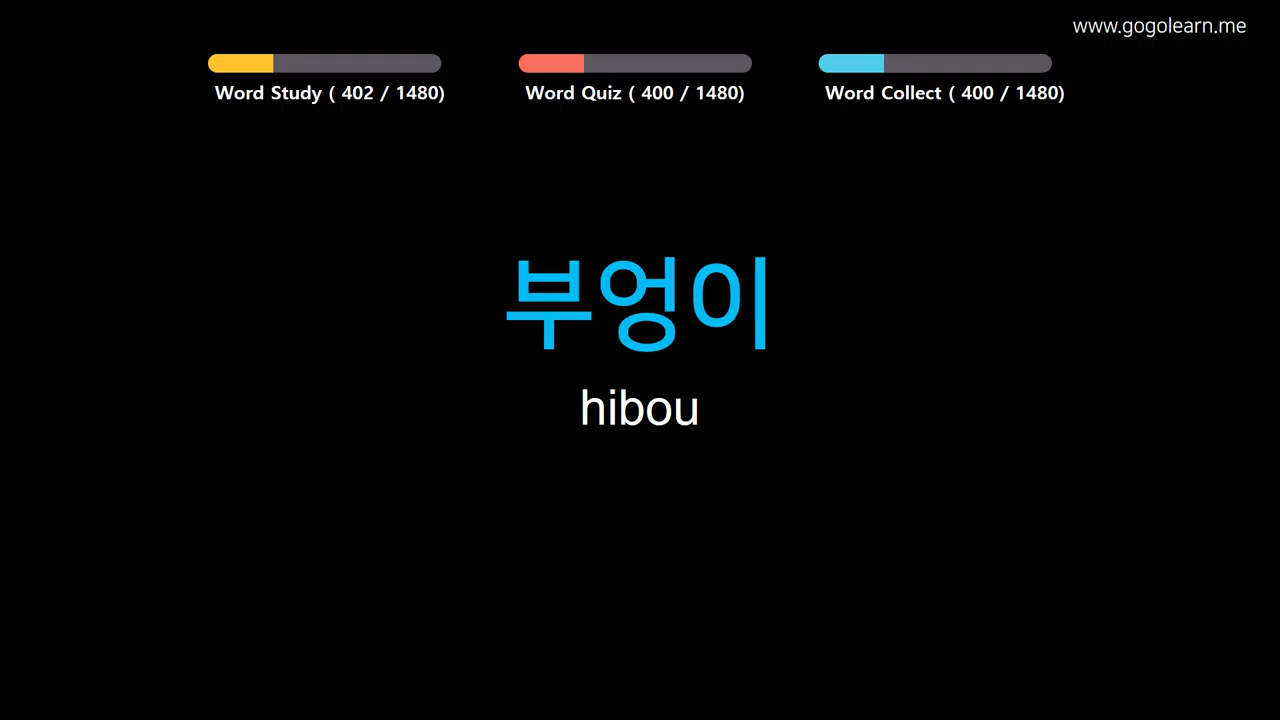 www.gogolearn.me
Word Study ( 402 / 1480)
Word Quiz ( 400 / 1480)
Word Collect ( 400 / 1480)
부엉이
hibou